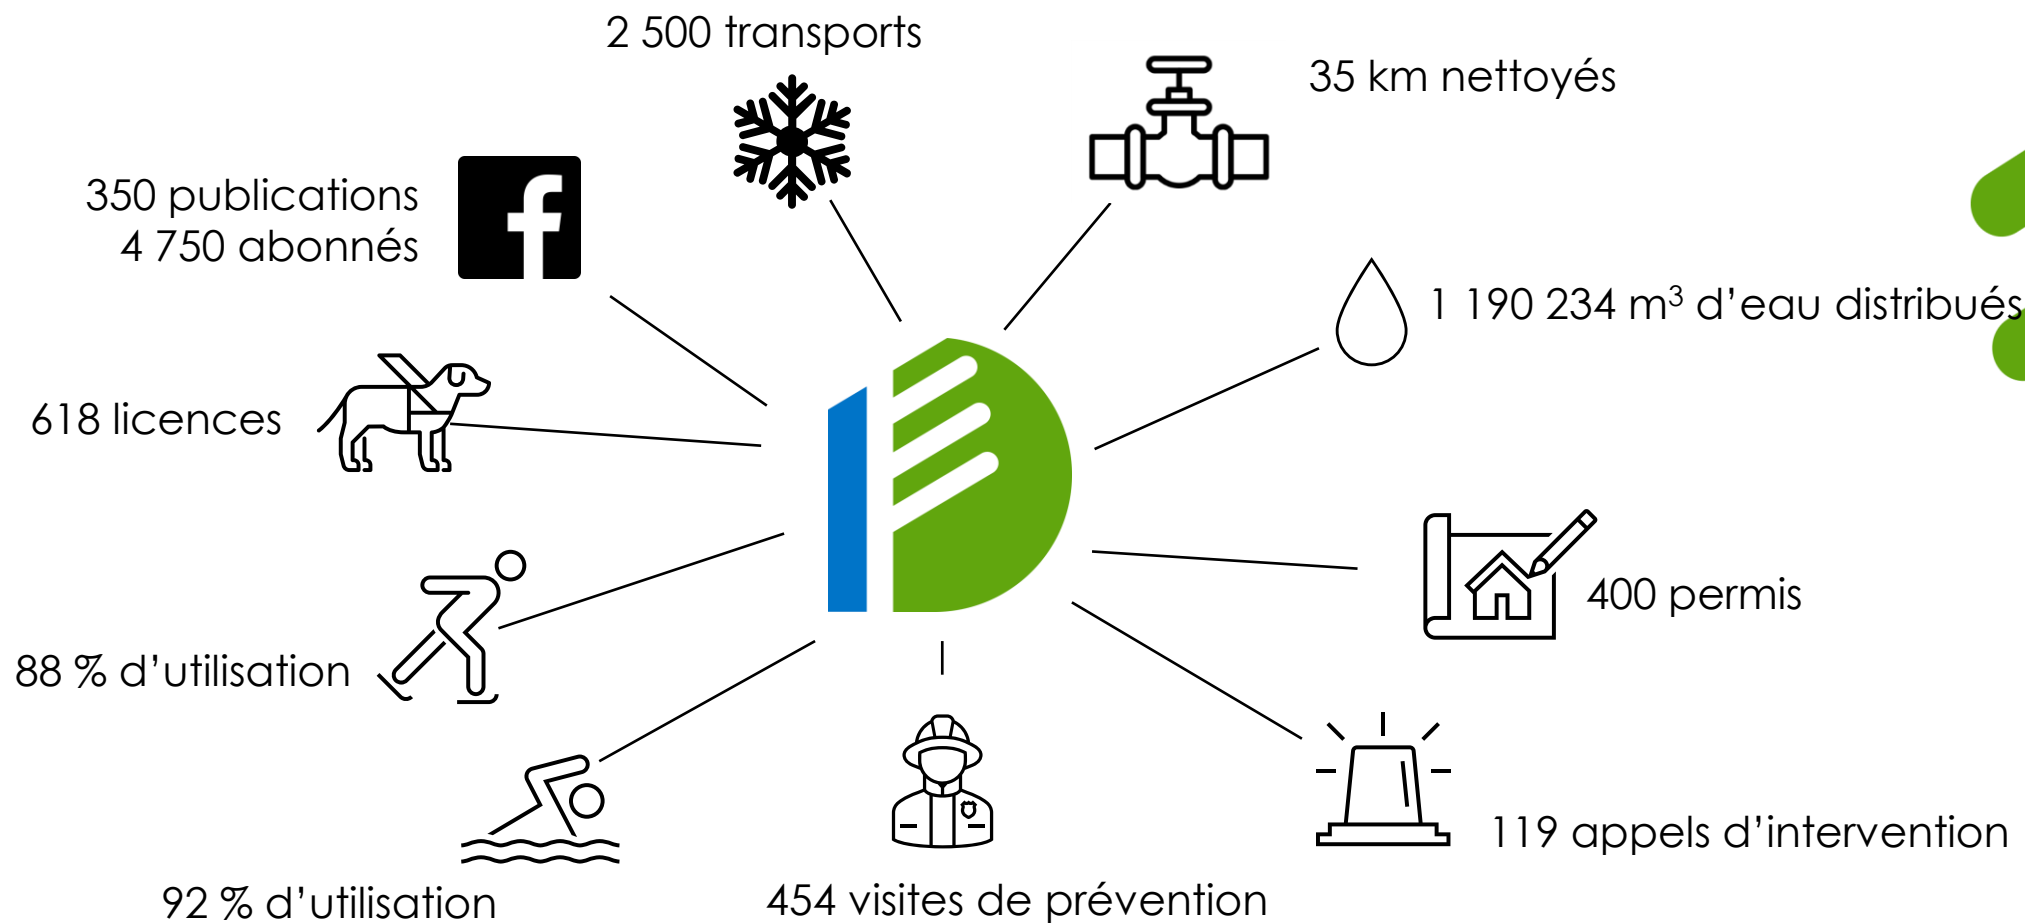 2 500 transports
35 km nettoyés
350 publications
4 750 abonnés
1 190 234 m³ d’eau distribués
618 licences
400 permis
88 % d’utilisation
119 appels d’intervention
92 % d’utilisation
454 visites de prévention